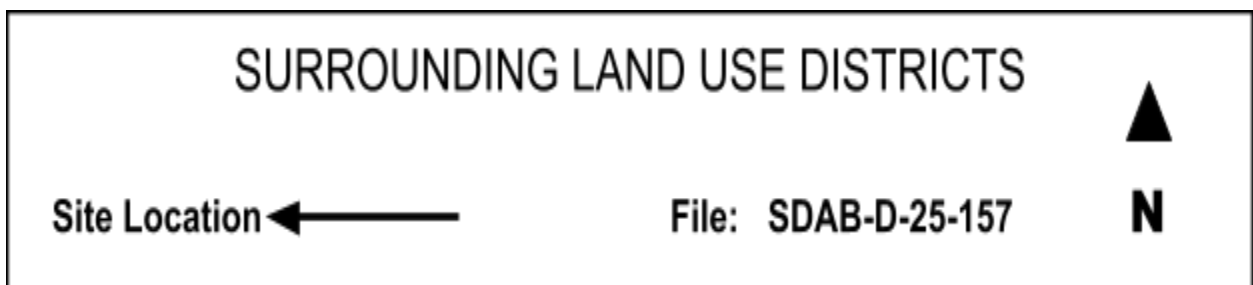 SURROUNDING LAND USE DISTRICTS
Site Location File: SDAB-D-25-157 N